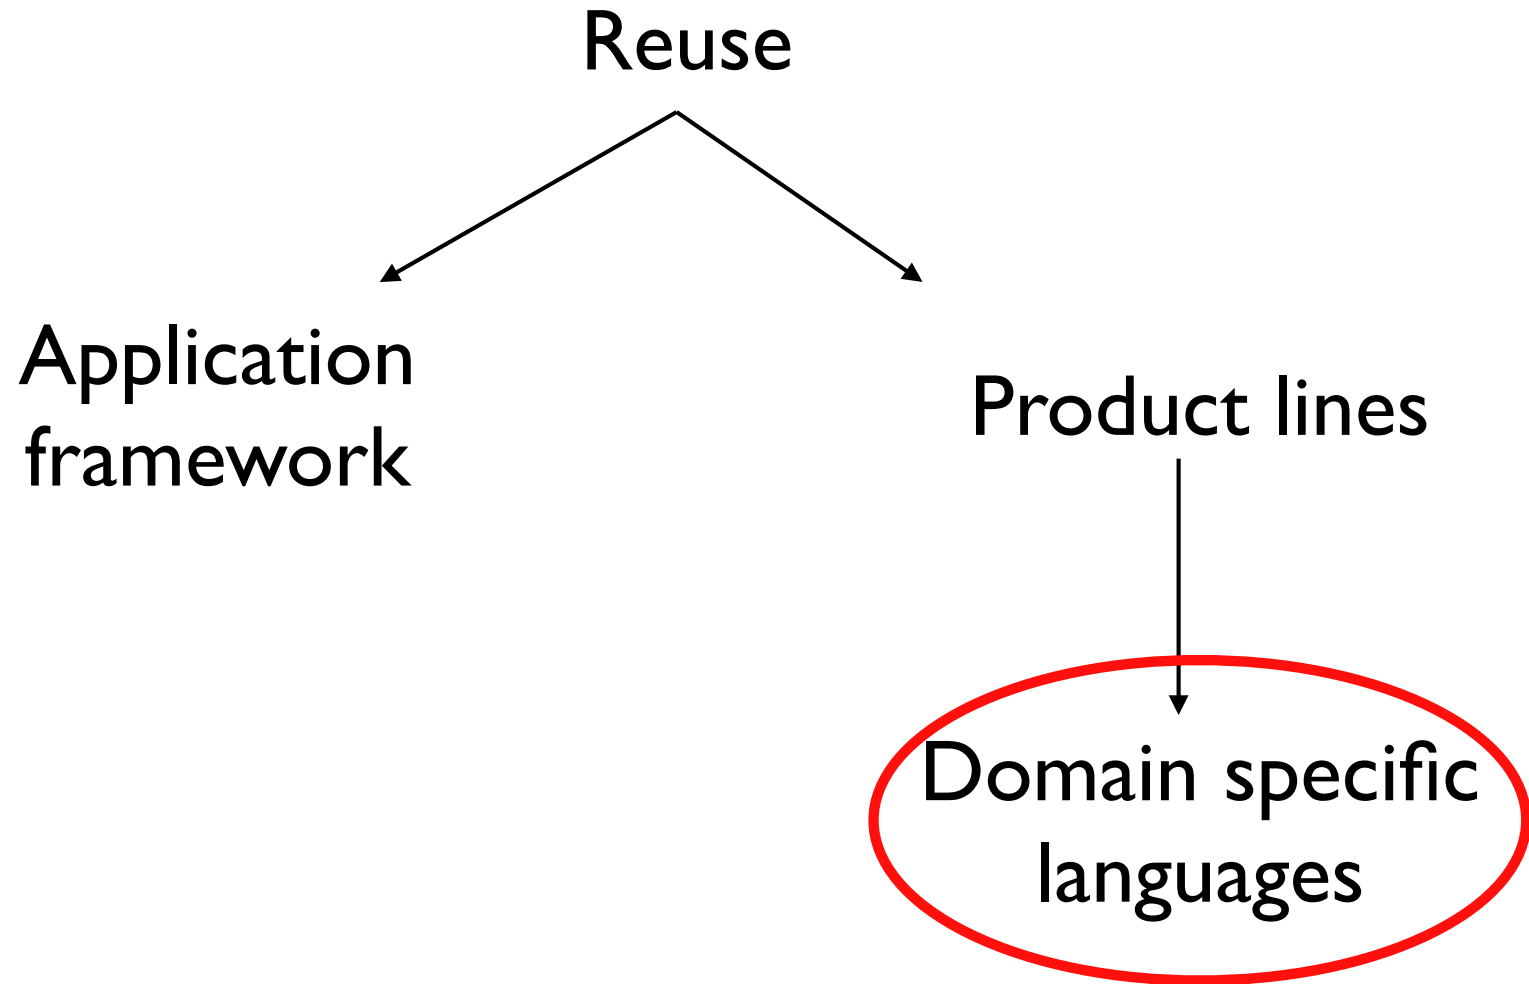 Reuse
Application
framework
Product lines
Domain specific
languages